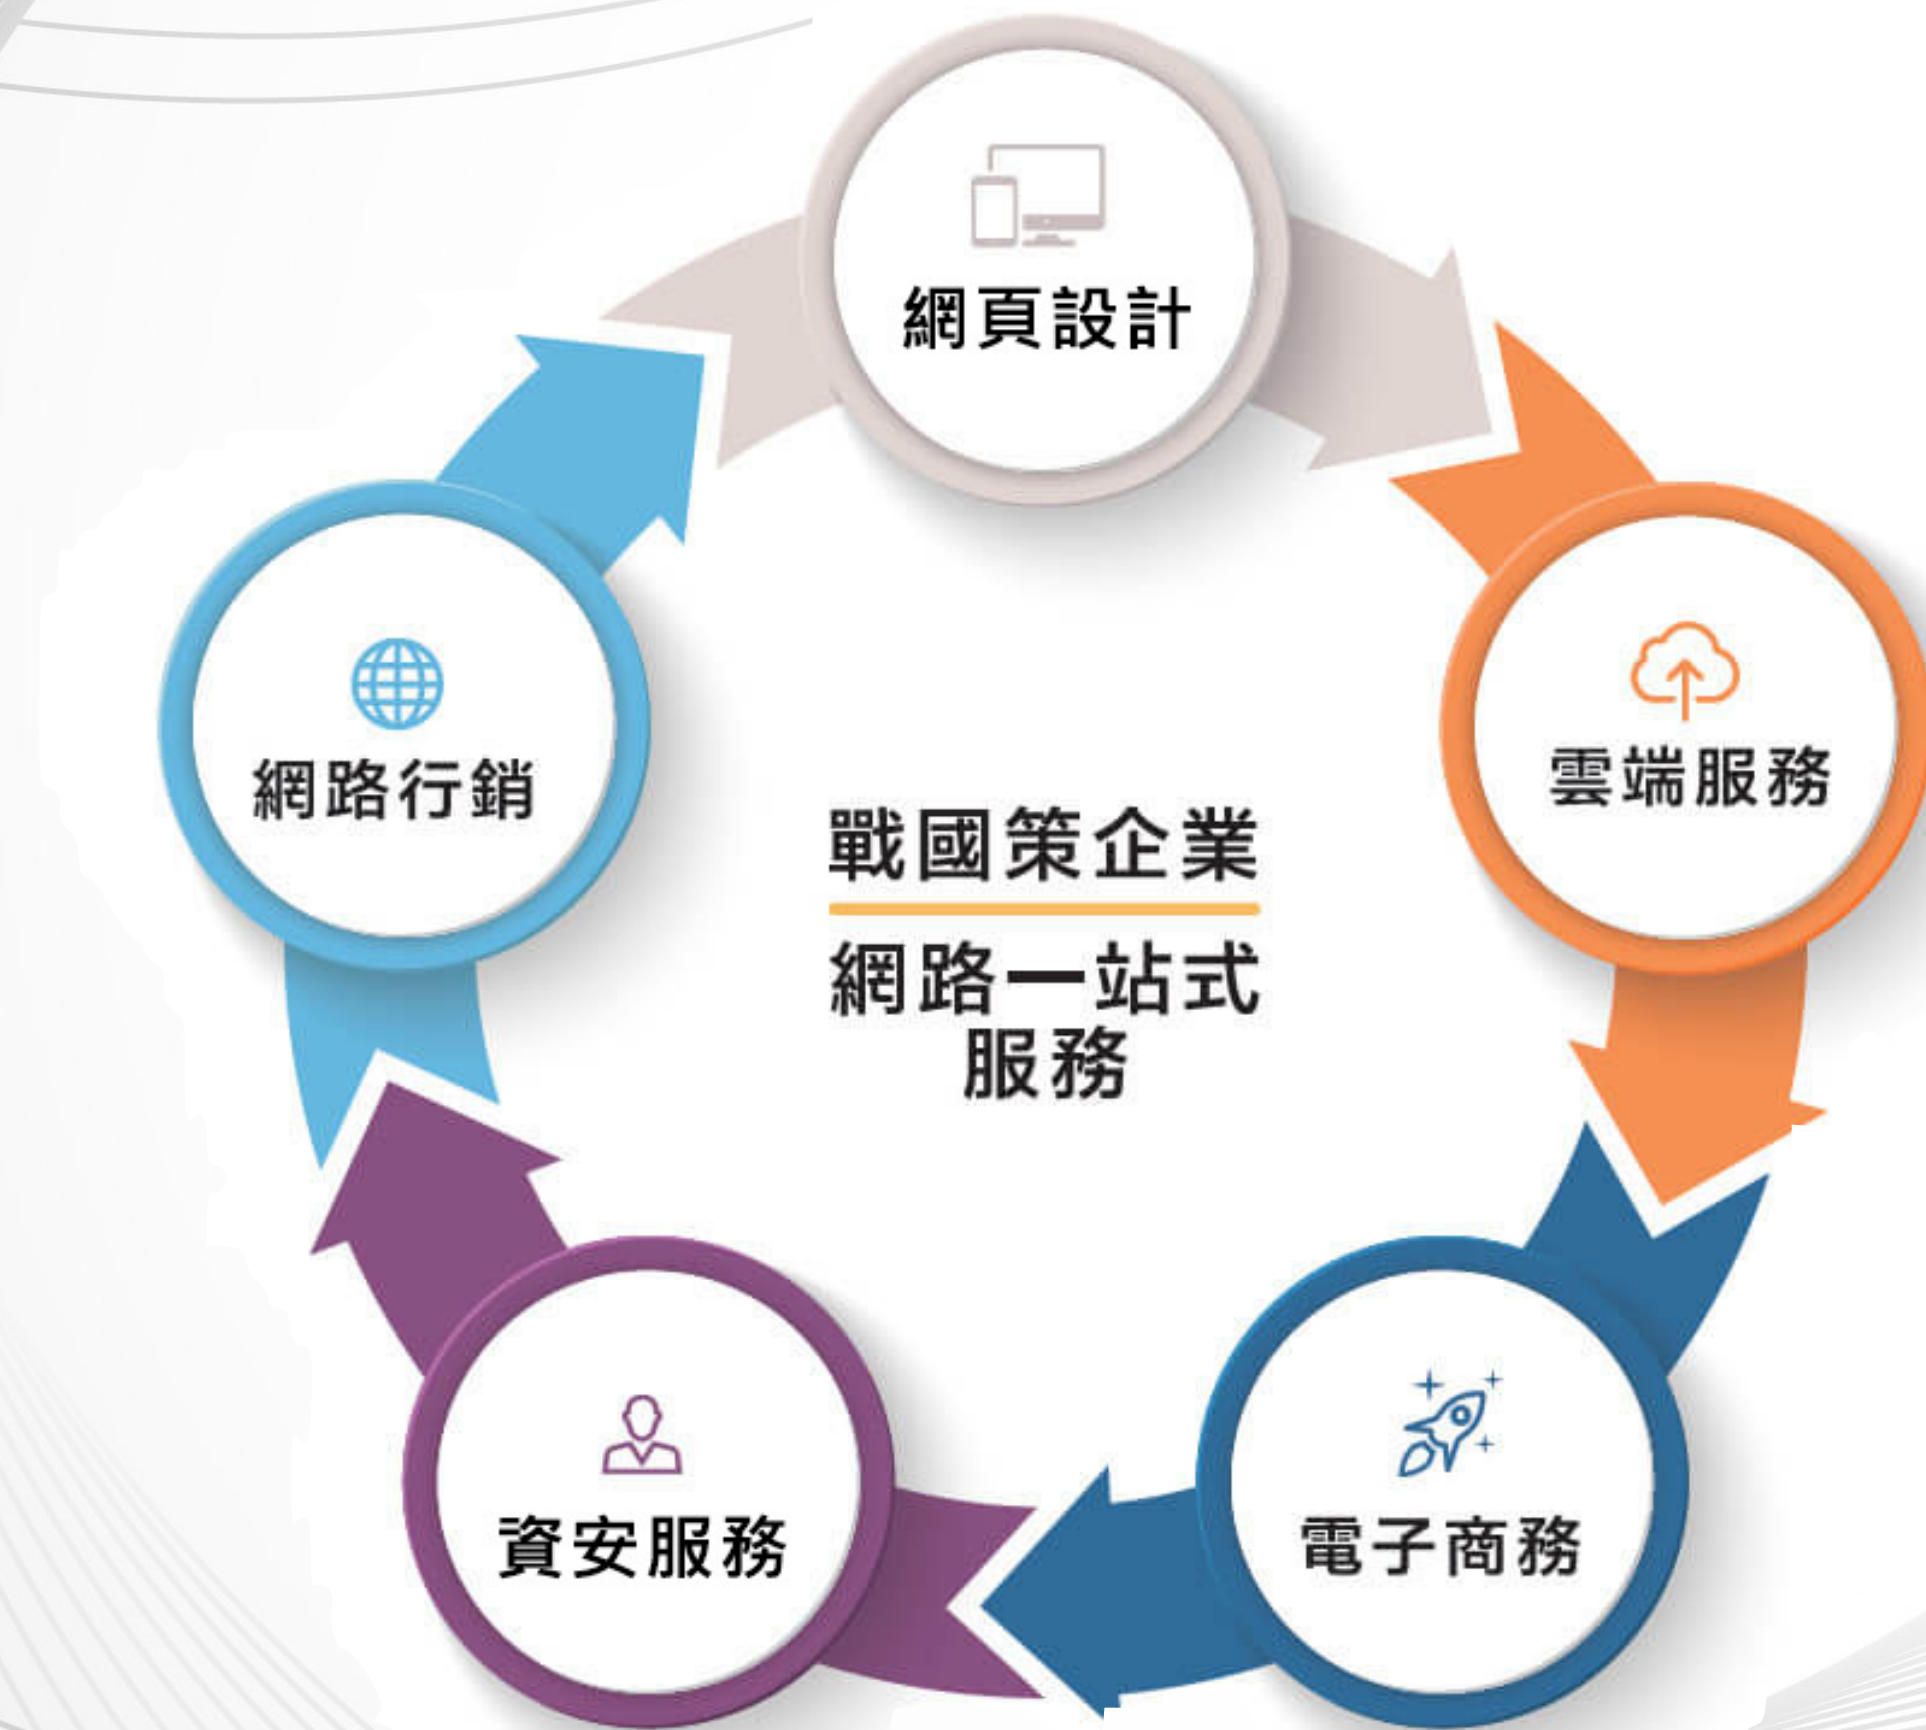 網頁設計
雲端服務
網路行銷
戰國策企業
網路一站式
服務
資安服務
電子商務